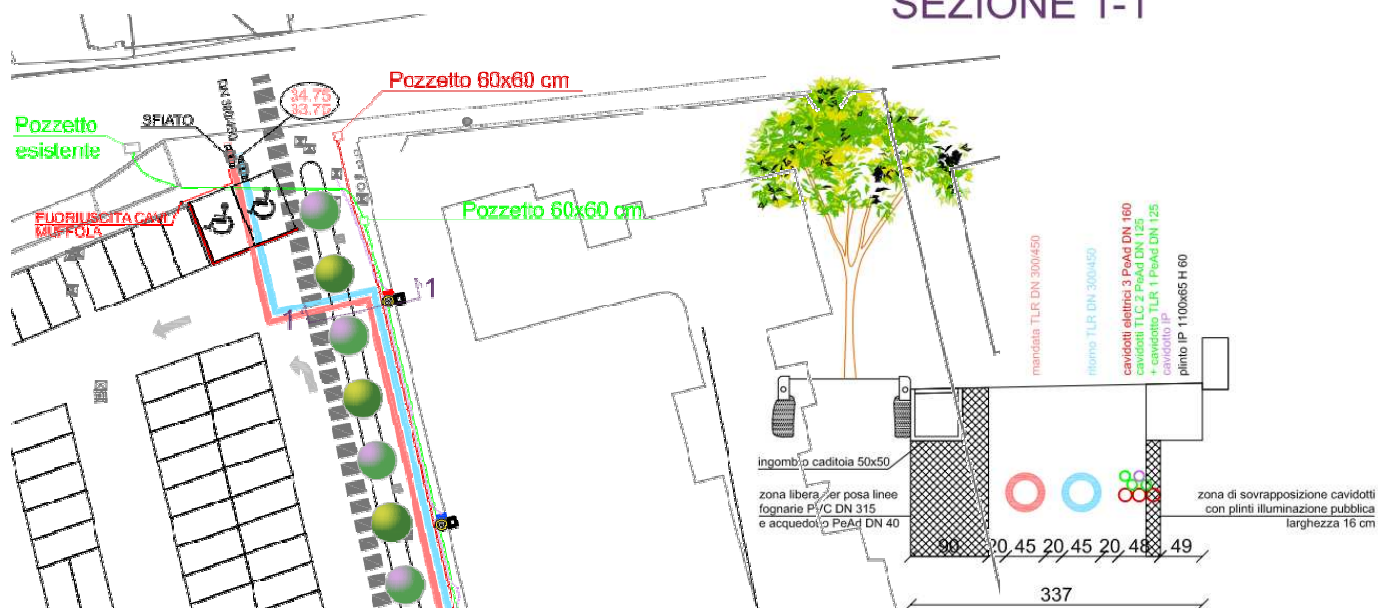 SEZIONE 1-1
Pozzetto 60x60 cm
34.75
33.75
DN 300/450
SFIATO
Pozzetto
esistente
Pozzetto 60x60 cm
FUORIUSCITA CAVI
MUFFOLA
1
1
mandata TLR DN 300/450
ritorno TLR DN 300/450
cavidotti elettrici 3 PeAd DN 160
cavidotti TLC 2 PeAd DN 125
+ cavidotto TLR 1 PeAd DN 125
cavidotto IP
plinto IP 1100x65 H 60
ingombro caditoia 50x50
zona libera per posa linee
fognarie PVC DN 315
e acquedotto PeAd DN 40
zona di sovrapposizione cavidotti
con plinti illuminazione pubblica
larghezza 16 cm
90 20 45 20 45 20 48 49
337